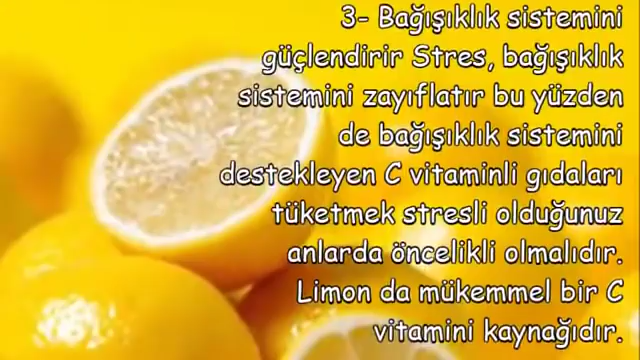 3- Bağışıklık sistemini
güçlendirir Stres, bağışıklık
sistemini zayıflatır bu yüzden
de bağışıklık sistemini
destekleyen C vitaminli gıdaları
tüketmek stresli olduğunuz
anlarda öncelikli olmalıdır.
Limon da mükemmel bir C
vitamini kaynağıdır.